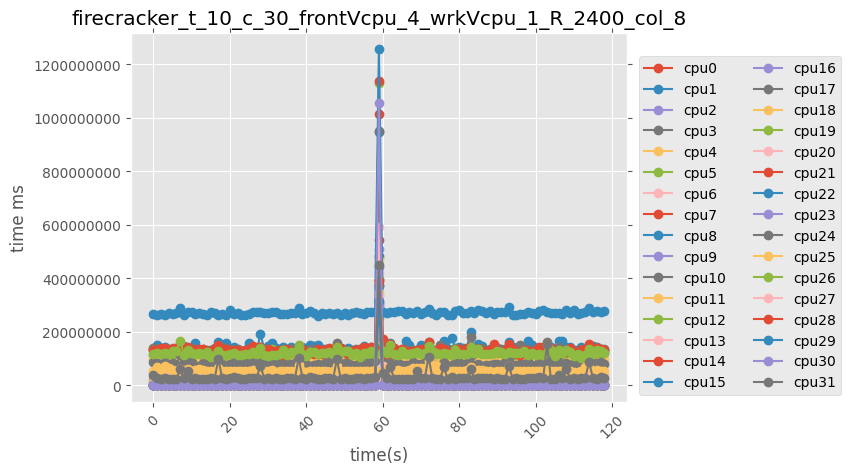 firecracker_t_10_c_30_frontVcpu_4_wrkVcpu_1_R_2400_col_8
time ms
1200000000
1000000000
800000000
600000000
400000000
200000000
0
0
20
40
60
80
100
120
time(s)
cpu0
cpu1
cpu2
cpu3
cpu4
cpu5
cpu6
cpu7
cpu8
cpu9
cpu10
cpu11
cpu12
cpu13
cpu14
cpu15
cpu16
cpu17
cpu18
cpu19
cpu20
cpu21
cpu22
cpu23
cpu24
cpu25
cpu26
cpu27
cpu28
cpu29
cpu30
cpu31